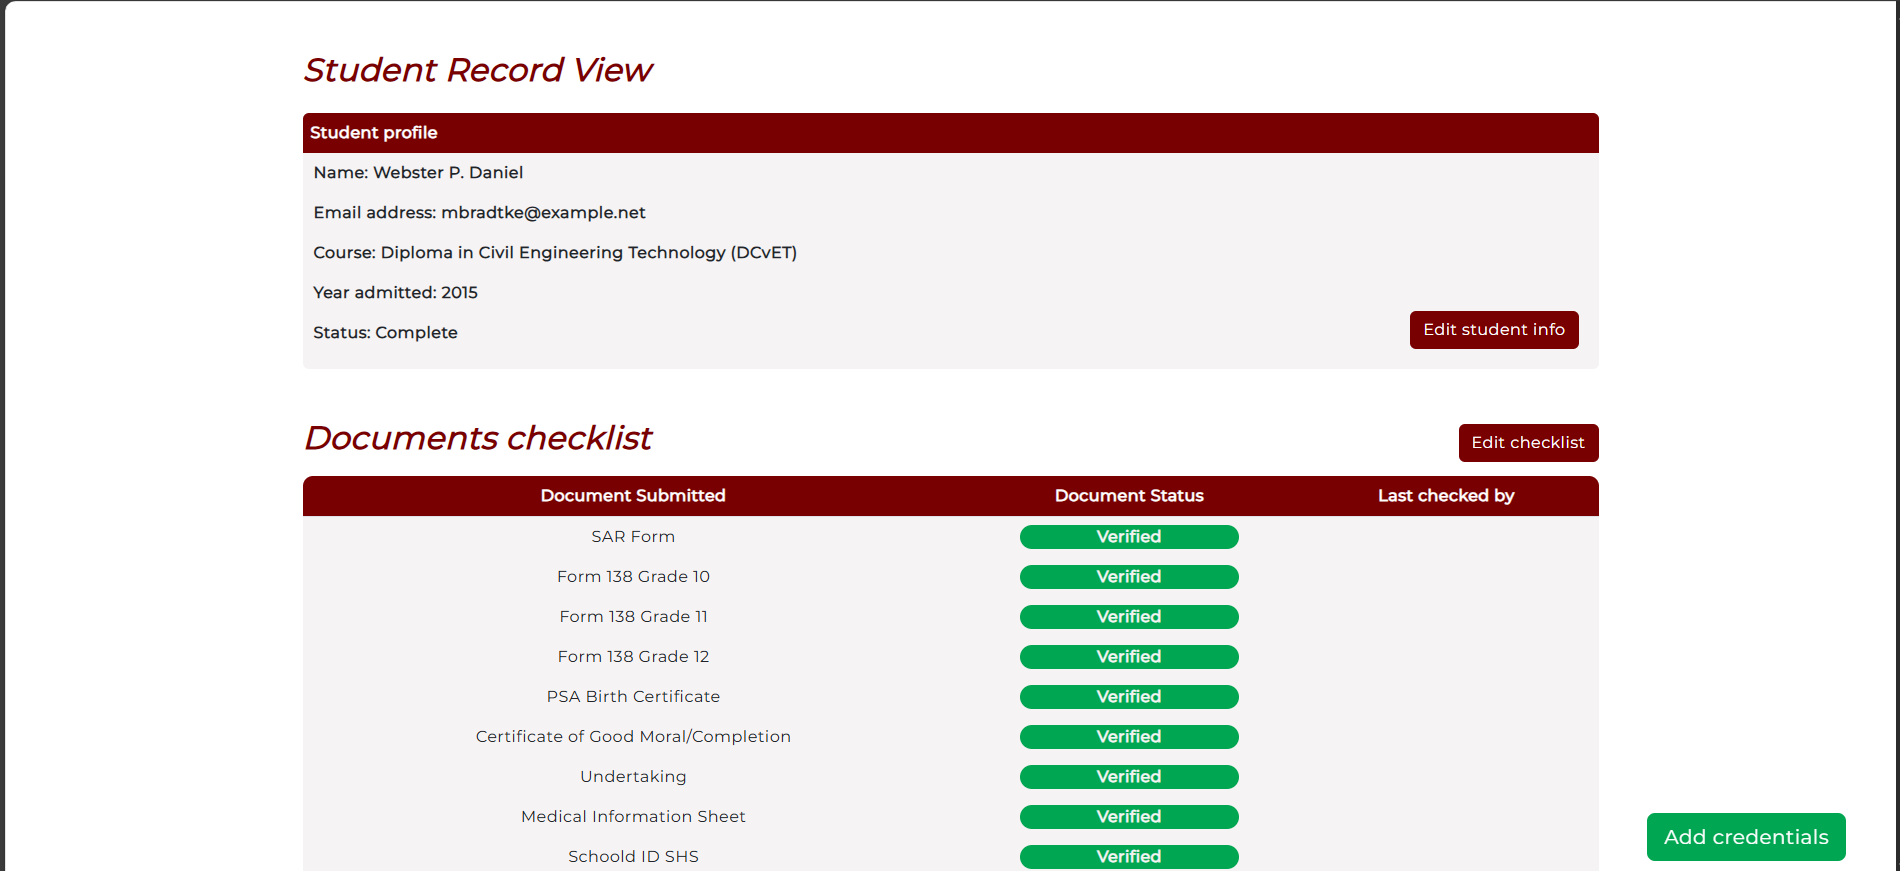 Student Record View
Student profile
Name: Webster P. Daniel
Email address: mbradtke@example.net
Course: Diploma in Civil Engineering Technology (DCvET)
Year admitted: 2015
Status: Complete
Edit student info
Documents checklist
Edit checklist
Document Submitted Document Status Last checked by
SAR Form Verified
Form 138 Grade 10 Verified
Form 138 Grade 11 Verified
Form 138 Grade 12 Verified
PSA Birth Certificate Verified
Certificate of Good Moral/Completion Verified
Undertaking Verified
Medical Information Sheet Verified
Schoold ID SHS Verified
Add credentials